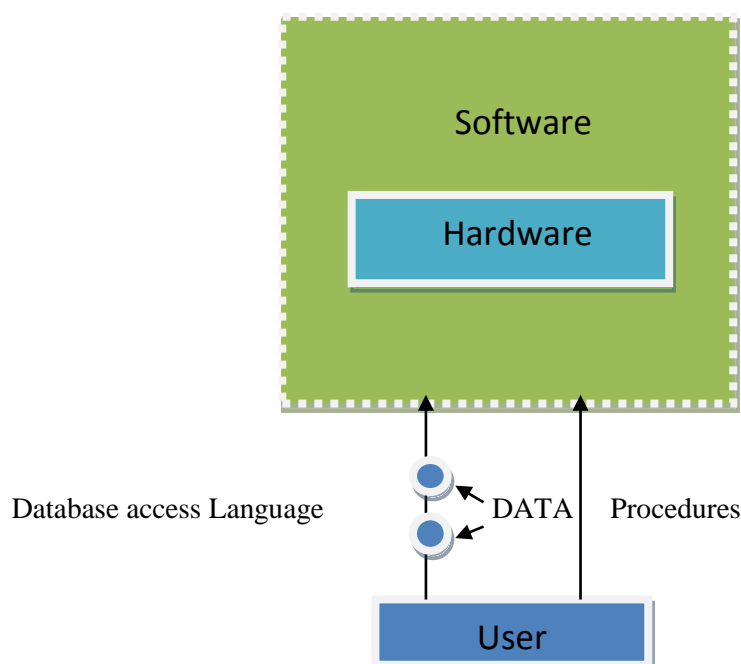 Software
Hardware
Database access Language
DATA
Procedures
User